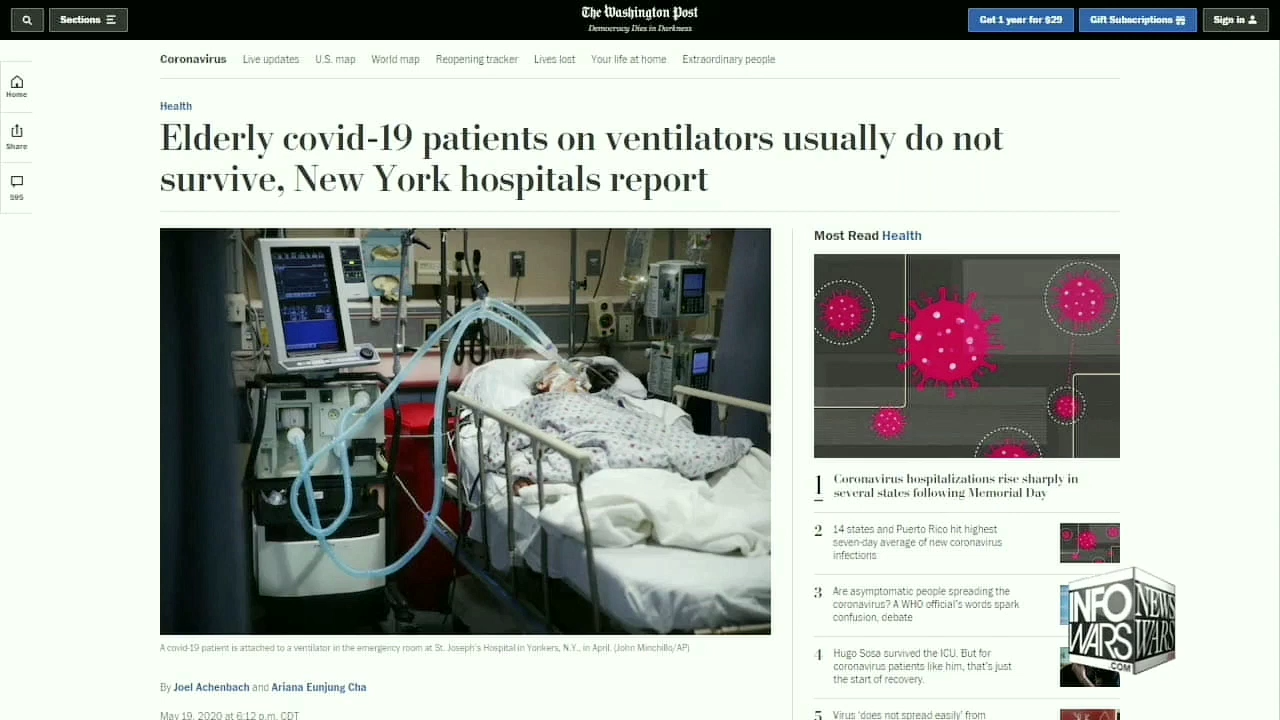 Sections
The Washington Post
Democracy Dies in Darkness
Get 1 year for $29
Gift Subscriptions
Sign in
Home
Share
595
Coronavirus
Live updates
U.S. map
World map
Reopening tracker
Lives lost
Your life at home
Extraordinary people
Health
Elderly covid-19 patients on ventilators usually do not
survive, New York hospitals report
A covid-19 patient is attached to a ventilator in the emergency room at St. Joseph's Hospital in Yonkers, N.Y., in April. (John Minchillo/AP)
By Joel Achenbach and Ariana Eunjung Cha
May 19, 2020 at 6:12 p.m. CDT
Most Read Health
1
Coronavirus hospitalizations rise sharply in
several states following Memorial Day
2
14 states and Puerto Rico hit highest
seven-day average of new coronavirus
infections
3
Are asymptomatic people spreading the
coronavirus? A WHO official's words spark
confusion, debate
4
Hugo Sosa survived the ICU. But for
coronavirus patients like him, that's just
the start of recovery.
5
Virus 'does not spread easily' from
INFO
WARS
.COM
NEWS
WARS